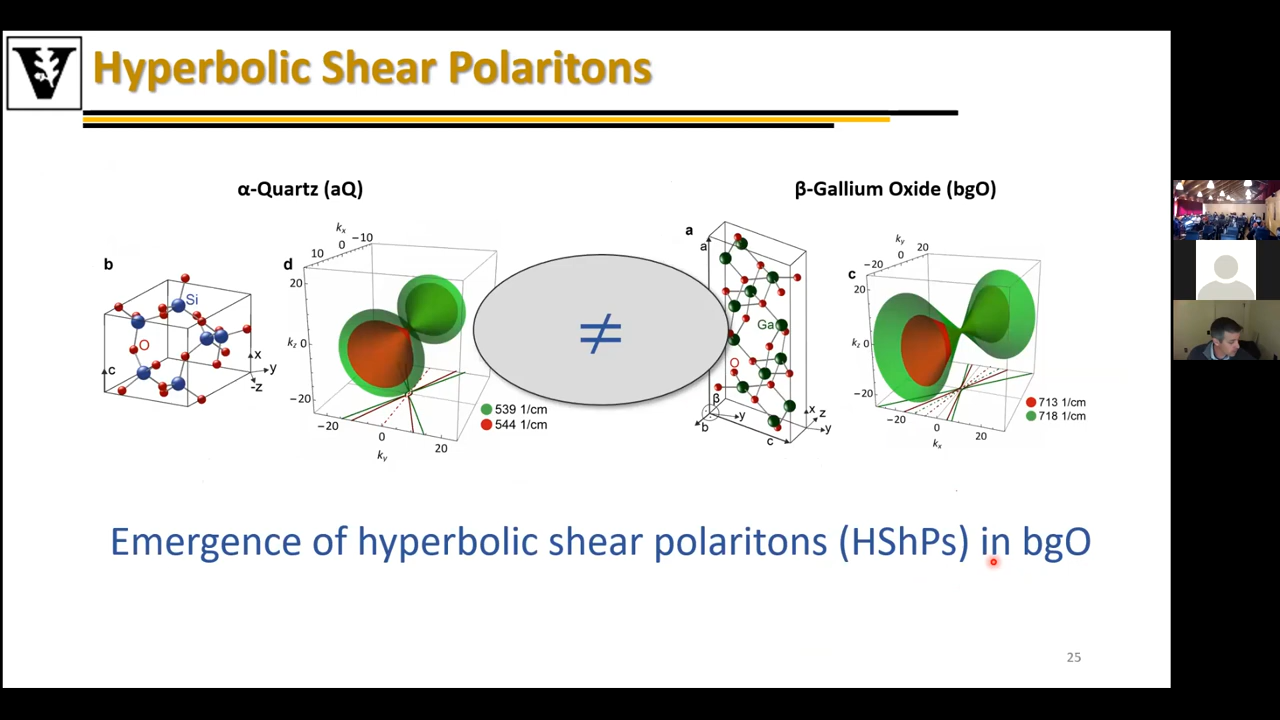 V
Hyperbolic Shear Polaritons
α-Quartz (aQ)
β-Gallium Oxide (bgO)
b
Si
O
c
x
y
-z
d
kx
-10
0
10
20
kz 0
-20
-20
0
20
ky
539 1/cm
544 1/cm
≠
a
a
Ga
O
β
y
b
c
x
z
y
c
ky
20
0
-20
20
kz 0
-20
-20
0
20
kx
713 1/cm
718 1/cm
Emergence of hyperbolic shear polaritons (HShPs) in bgO
25